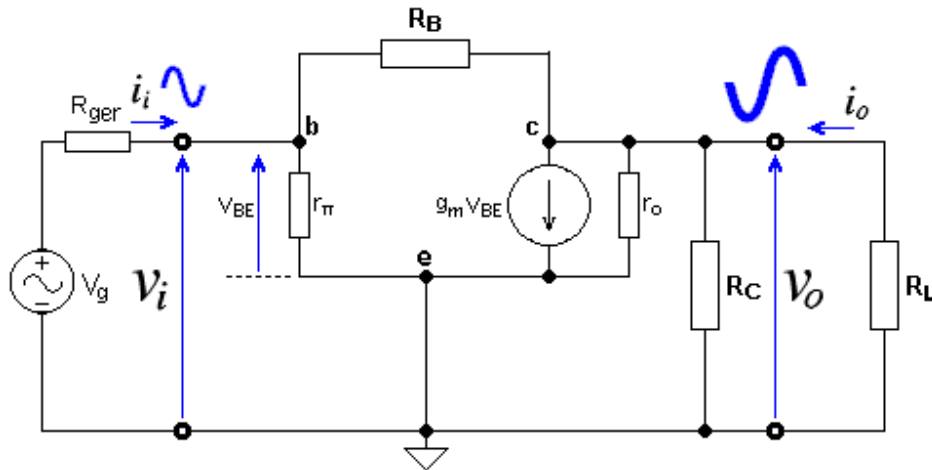 R_B
R_ger
i_i
i_o
b
c
v_BE
r_π
g_m v_BE
r_o
e
+
−
V_g
v_i
R_C
v_o
R_L